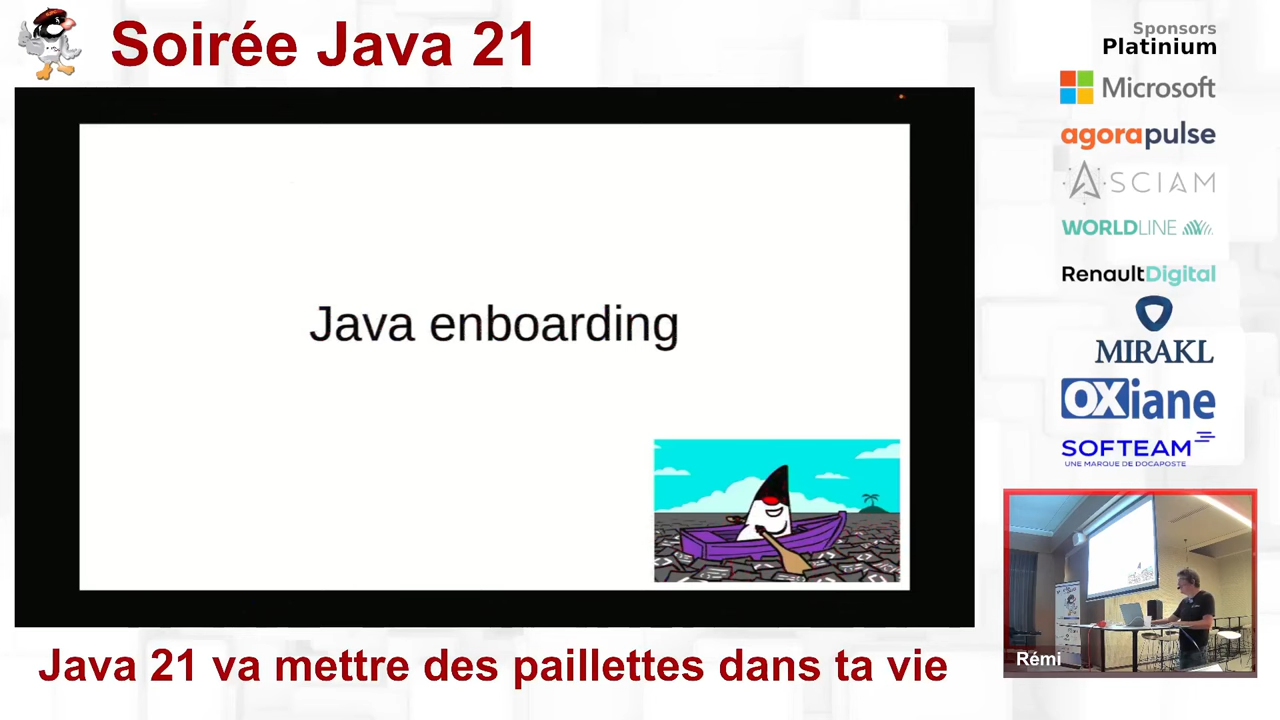 Soirée Java 21
Sponsors
Platinium
Microsoft
agorapulse
ASCIAM
WORLDLINE
RenaultDigital
MIRAKL
OXiane
SOFTEAM
UNE MARQUE DE DOCAPOSTE
Java enboarding
Rémi
Java 21 va mettre des paillettes dans ta vie